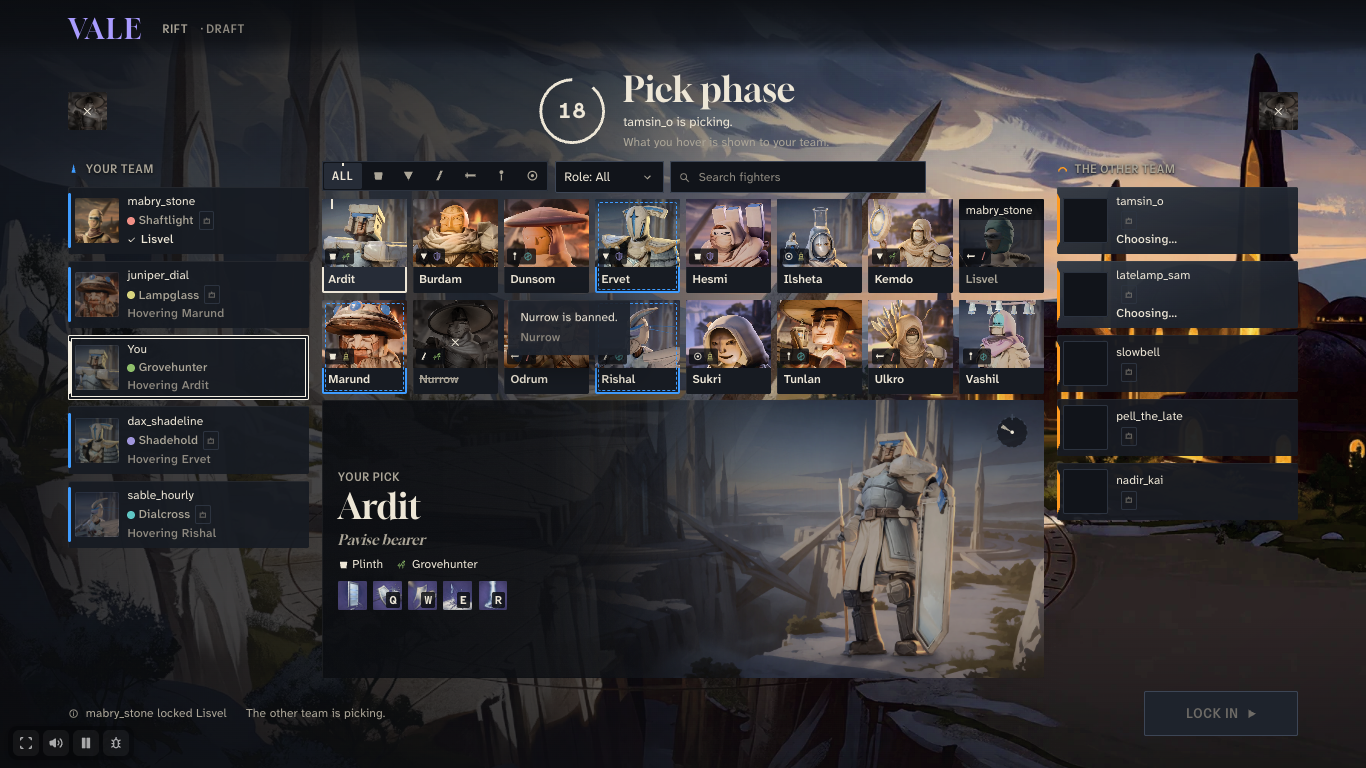 VALE RIFT · DRAFT
18
Pick phase
tamsin_o is picking.
What you hover is shown to your team.
YOUR TEAM
mabry_stone
Shaftlight
Lisvel
juniper_dial
Lampglass
Hovering Marund
You
Grovehunter
Hovering Ardit
dax_shadeline
Shadehold
Hovering Ervet
sable_hourly
Dialcross
Hovering Rishal
ALL
Role: All
Search fighters
mabry_stone
Ardit
Burdam
Dunsom
Ervet
Hesmi
Ilsheta
Kemdo
Lisvel
Nurrow is banned.
Nurrow
Marund
Nurrow
Odrum
Rishal
Sukri
Tunlan
Ulkro
Vashil
YOUR PICK
Ardit
Pavise bearer
Plinth
Grovehunter
Q
W
E
R
THE OTHER TEAM
tamsin_o
Choosing...
latelamp_sam
Choosing...
slowbell
pell_the_late
nadir_kai
mabry_stone locked Lisvel
The other team is picking.
LOCK IN